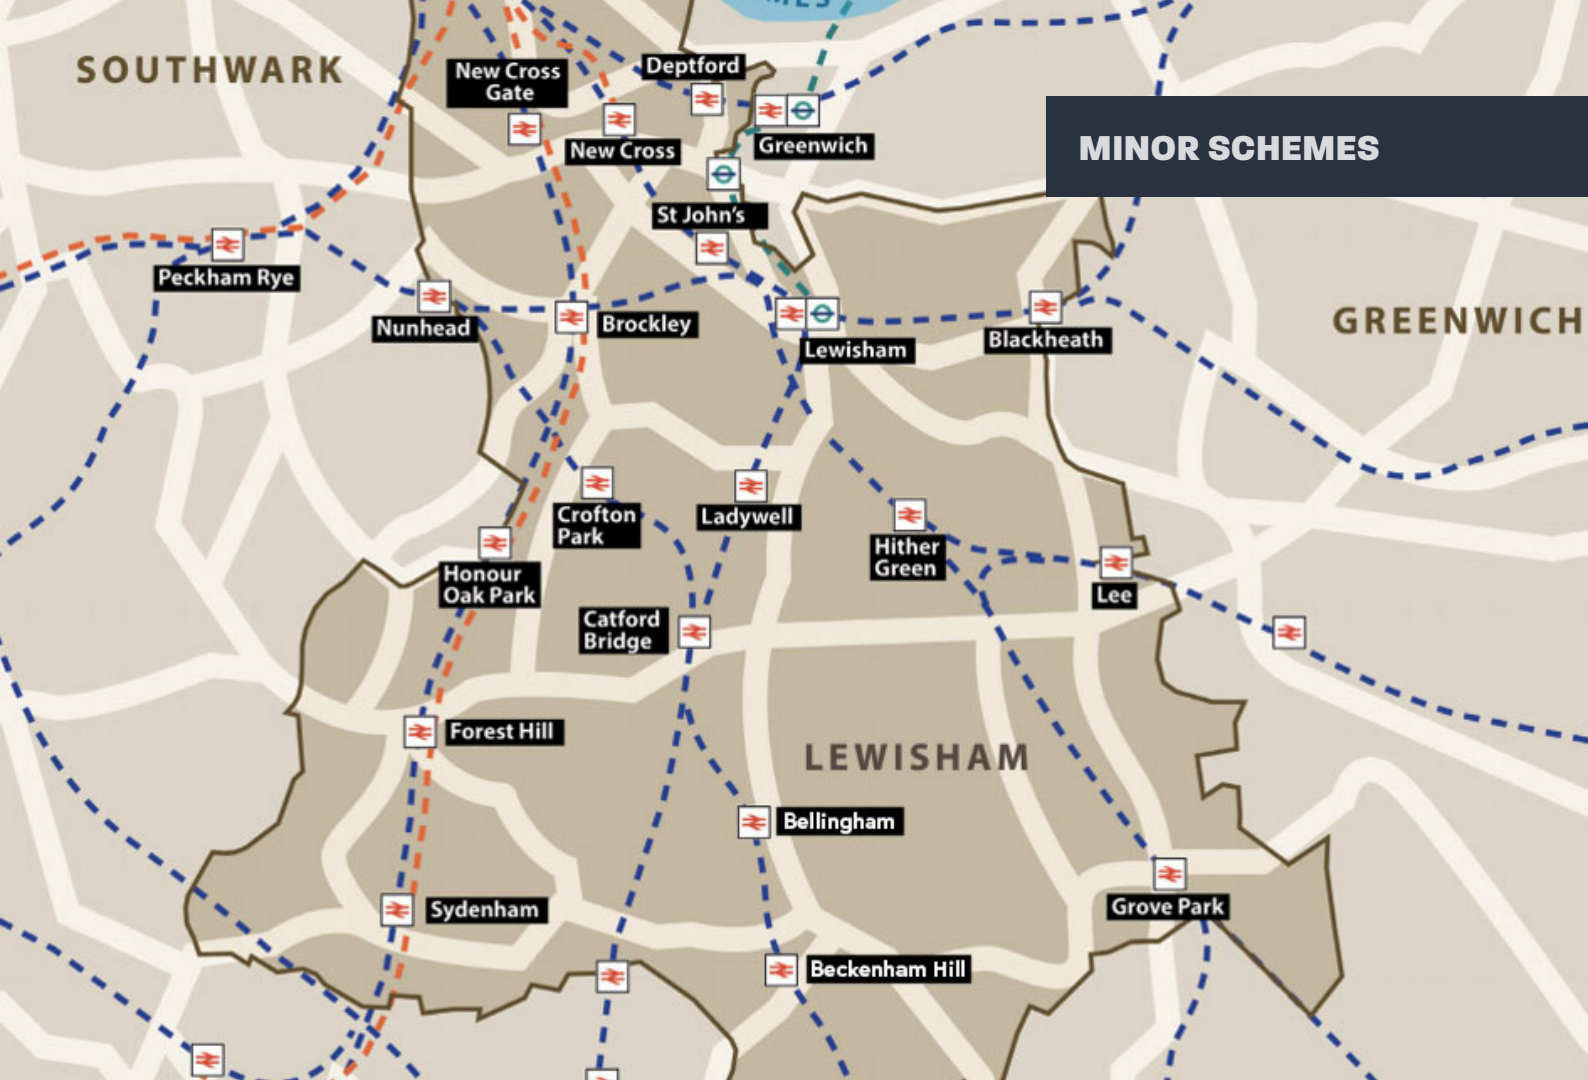 MES
SOUTHWARK
New Cross
Gate
Deptford
New Cross
Greenwich
MINOR SCHEMES
St John's
Peckham Rye
Nunhead
Brockley
Lewisham
Blackheath
GREENWICH
Crofton
Park
Ladywell
Hither
Green
Honour
Oak Park
Lee
Catford
Bridge
Forest Hill
LEWISHAM
Bellingham
Sydenham
Grove Park
Beckenham Hill